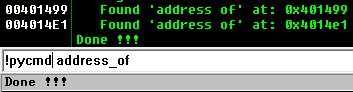 00401499 Found 'address of' at: 0x401499
004014E1 Found 'address of' at: 0x4014e1
Done !!!
!pycmd address_of
Done !!!